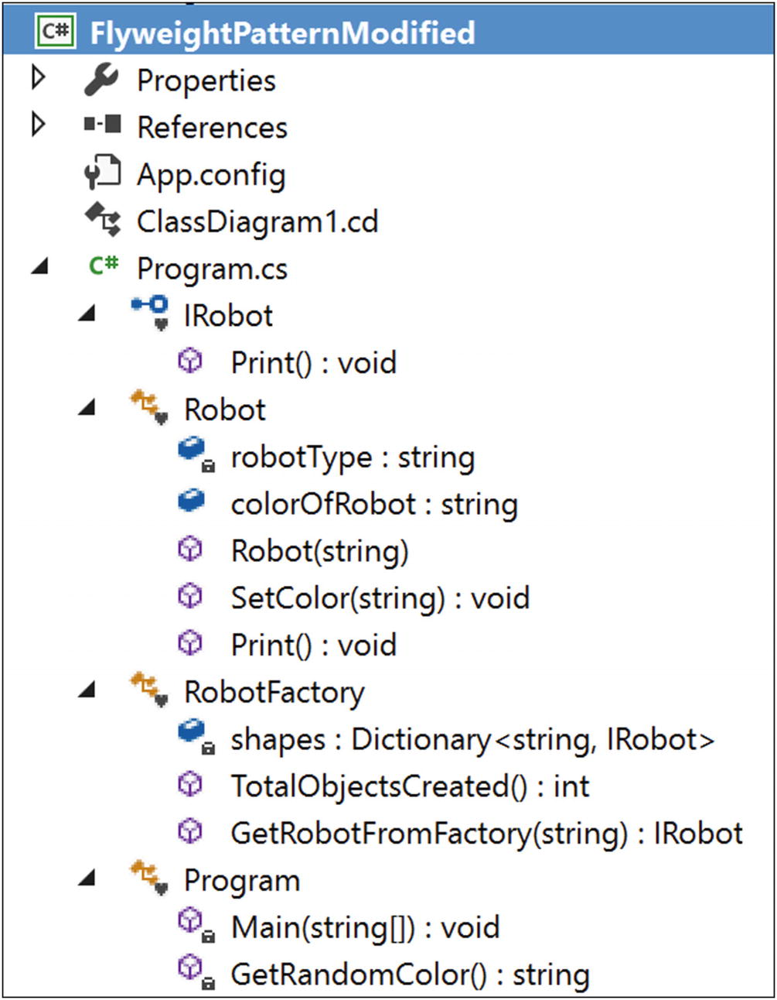 C# FlyweightPatternModified
Properties
References
App.config
ClassDiagram1.cd
C# Program.cs
IRobot
Print() : void
Robot
robotType : string
colorOfRobot : string
Robot(string)
SetColor(string) : void
Print() : void
RobotFactory
shapes : Dictionary<string, IRobot>
TotalObjectsCreated() : int
GetRobotFromFactory(string) : IRobot
Program
Main(string[]) : void
GetRandomColor() : string